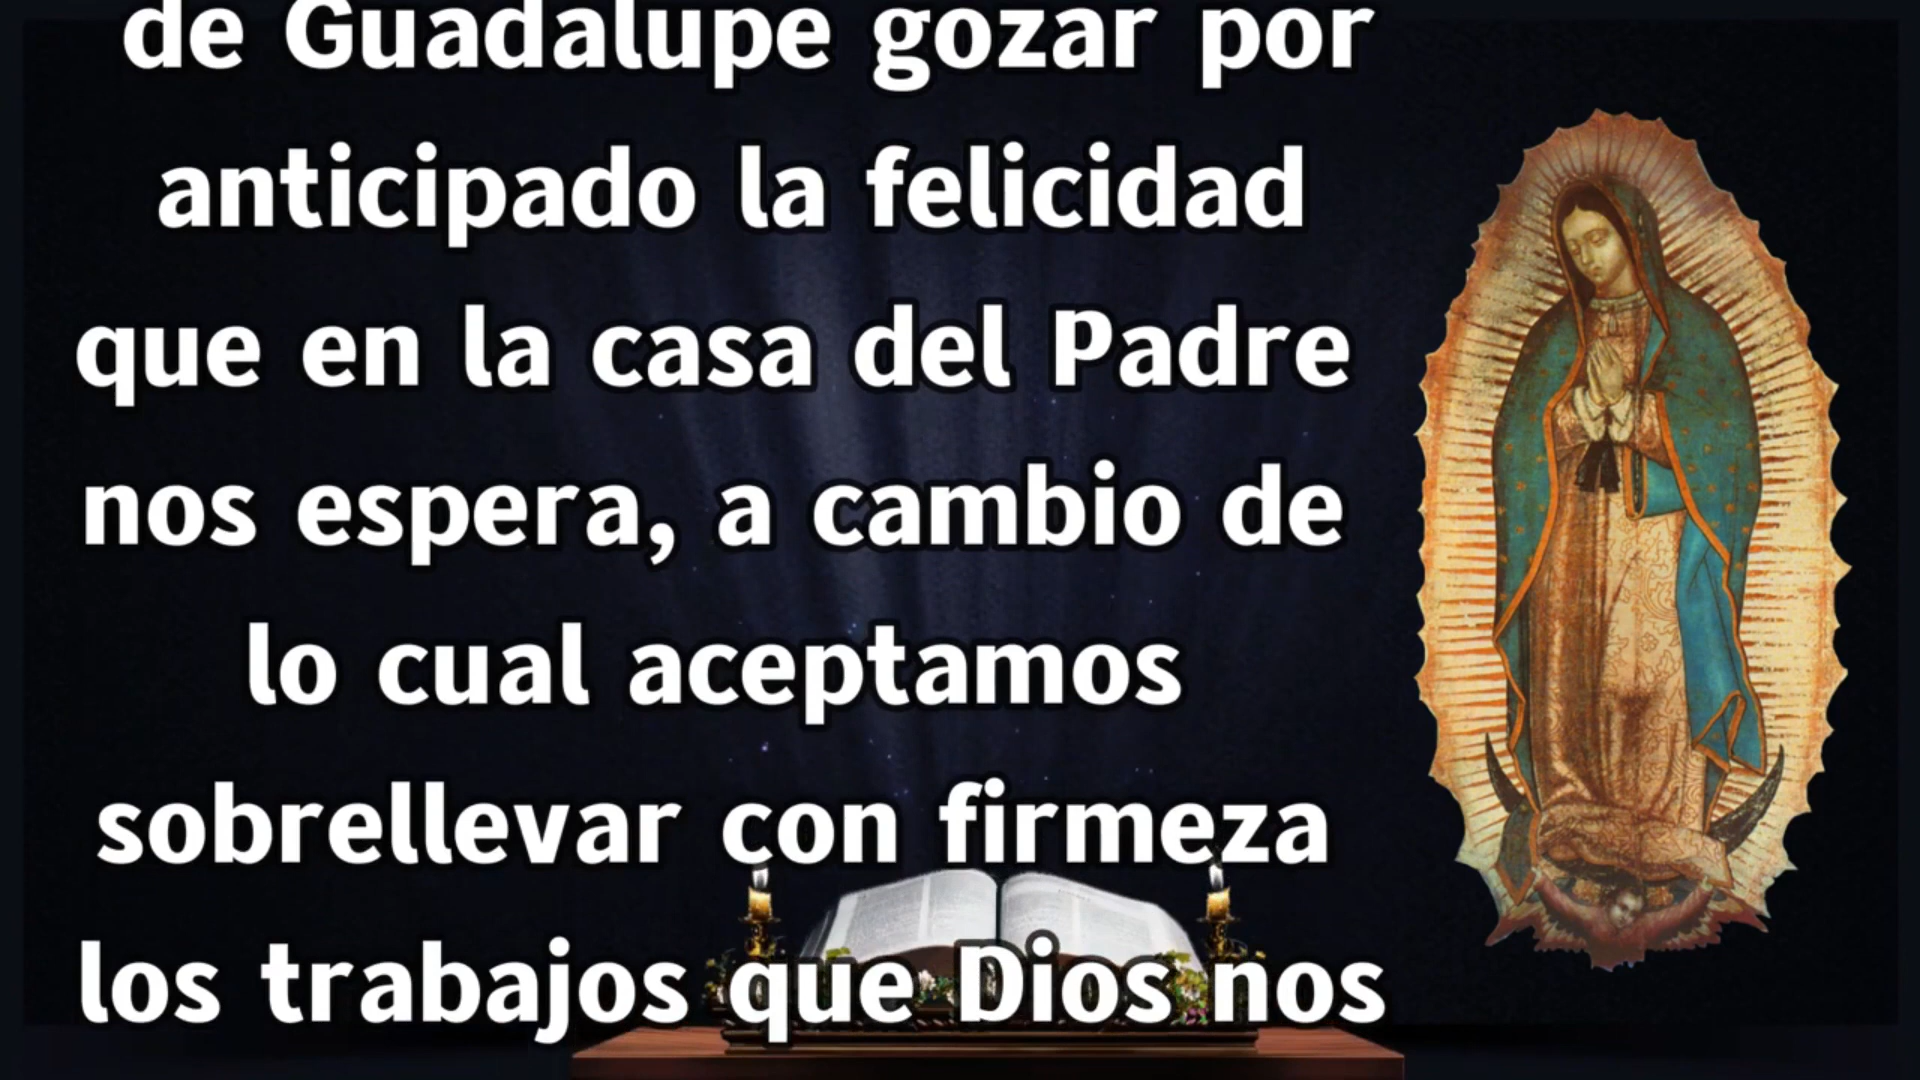 de Guadalupe gozar por
anticipado la felicidad
que en la casa del Padre
nos espera, a cambio de
lo cual aceptamos
sobrellevar con firmeza
los trabajos que Dios nos